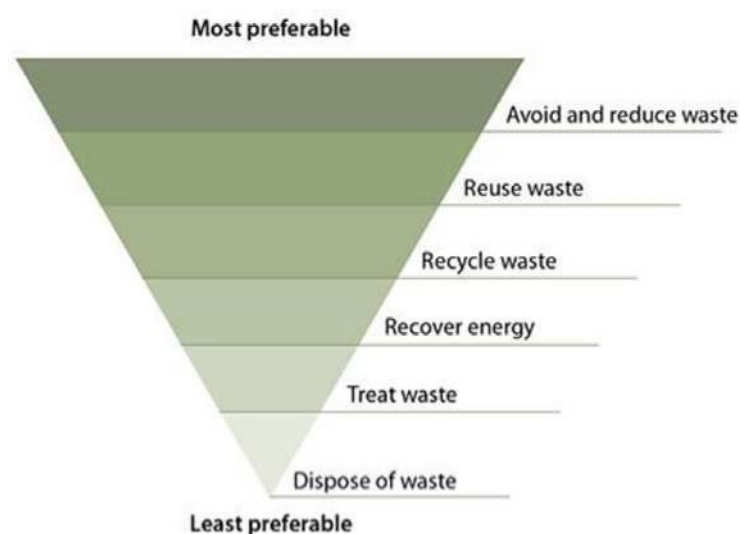 Most preferable
Avoid and reduce waste
Reuse waste
Recycle waste
Recover energy
Treat waste
Dispose of waste
Least preferable